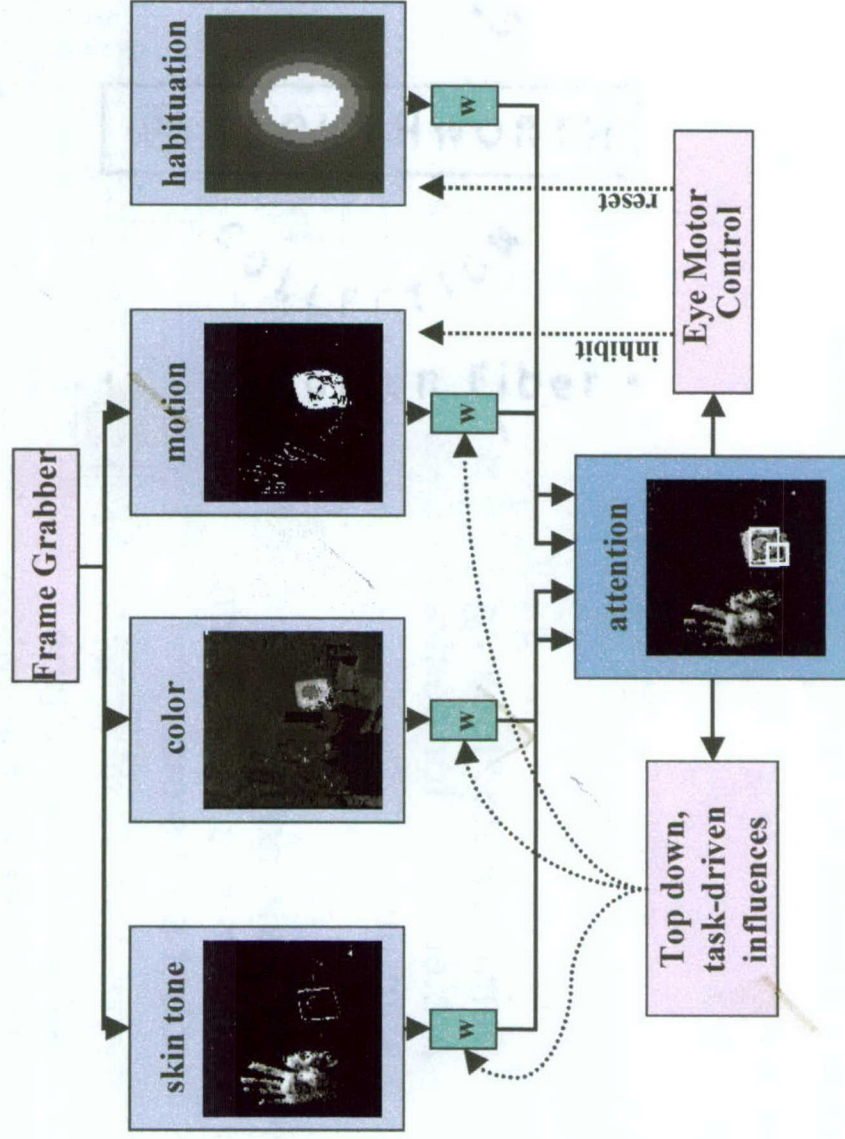 Frame Grabber
skin tone
color
motion
habituation
w
w
w
w
attention
inhibit
reset
Top down,
task-driven
influences
Eye Motor
Control